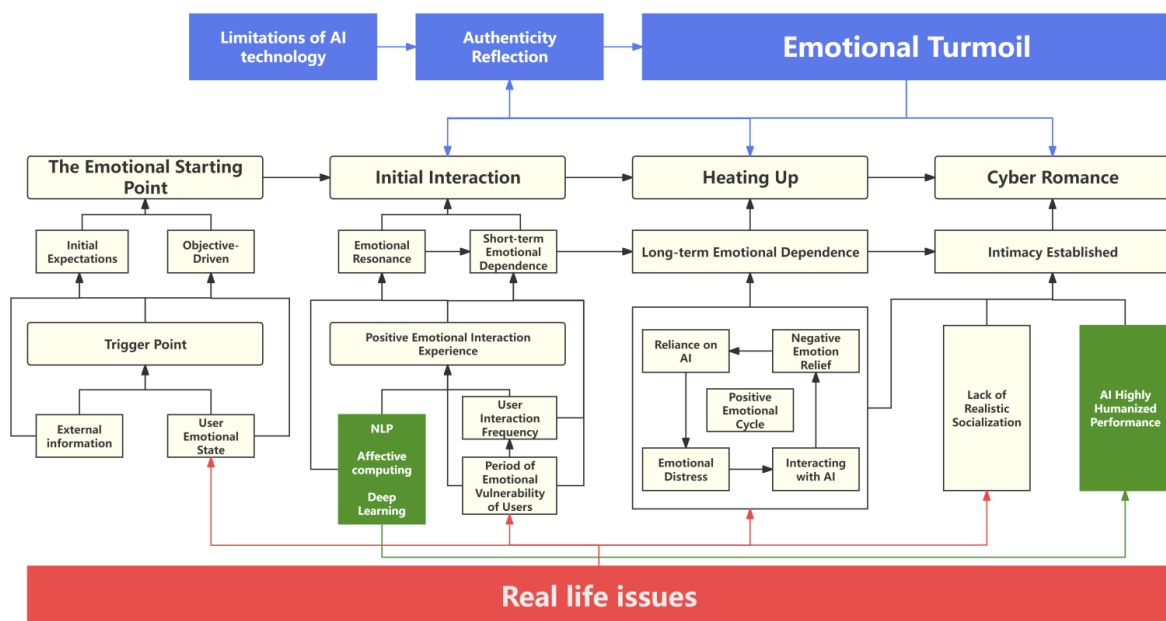 Limitations of AI
technology
Authenticity
Reflection
Emotional Turmoil
The Emotional Starting
Point
Initial Interaction
Heating Up
Cyber Romance
Initial
Expectations
Objective-
Driven
Emotional
Resonance
Short-term
Emotional
Dependence
Long-term Emotional Dependence
Intimacy Established
Trigger Point
Positive Emotional Interaction
Experience
Reliance on
AI
Negative
Emotion
Relief
Positive
Emotional
Cycle
Emotional
Distress
Interacting
with AI
Lack of
Realistic
Socialization
AI Highly
Humanized
Performance
External
information
User
Emotional
State
NLP
Affective
computing
Deep
Learning
User
Interaction
Frequency
Period of
Emotional
Vulnerability
of Users
Real life issues